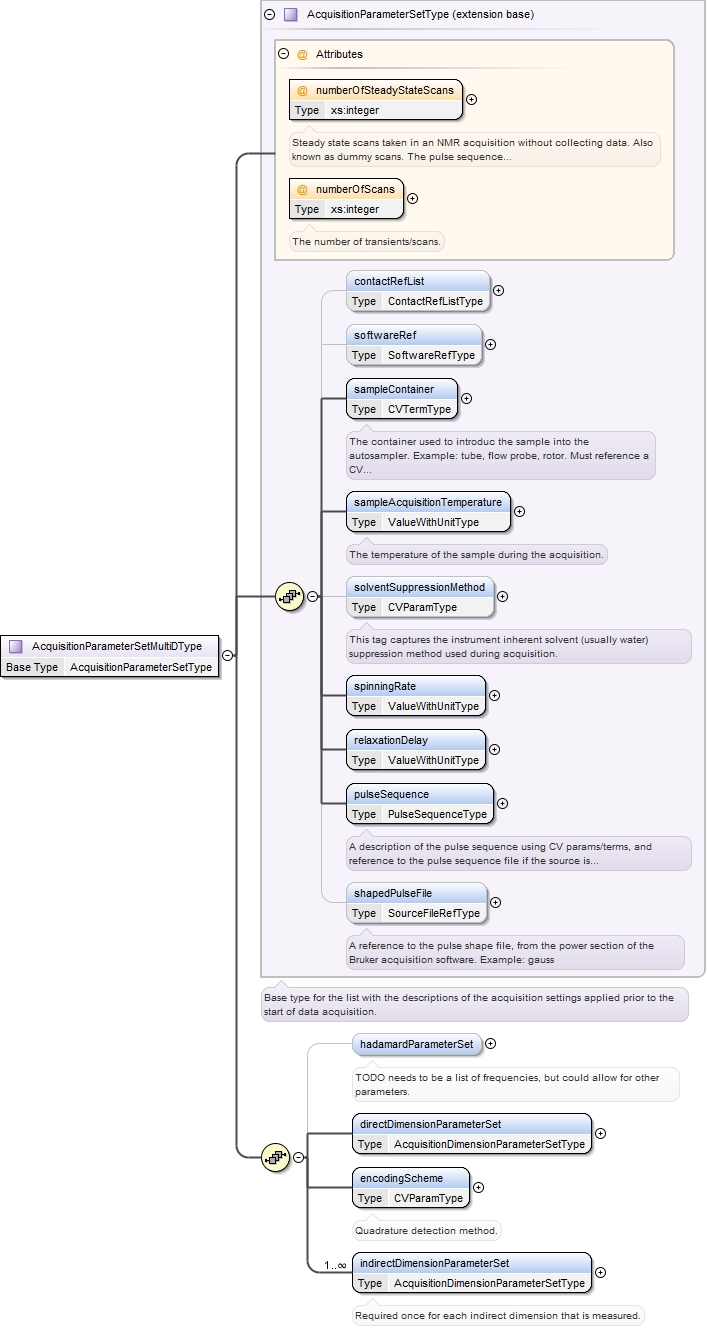 AcquisitionParameterSetType (extension base)
@ Attributes
@ numberOfSteadyStateScans
Type xs:integer
Steady state scans taken in an NMR acquisition without collecting data. Also
known as dummy scans. The pulse sequence...
@ numberOfScans
Type xs:integer
The number of transients/scans.
contactRefList
Type ContactRefListType
softwareRef
Type SoftwareRefType
sampleContainer
Type CVTermType
The container used to introduc the sample into the
autosampler. Example: tube, flow probe, rotor. Must reference a
CV...
sampleAcquisitionTemperature
Type ValueWithUnitType
The temperature of the sample during the acquisition.
solventSuppressionMethod
Type CVParamType
This tag captures the instrument inherent solvent (usually water)
suppression method used during acquisition.
AcquisitionParameterSetMultiDType
Base Type AcquisitionParameterSetType
spinningRate
Type ValueWithUnitType
relaxationDelay
Type ValueWithUnitType
pulseSequence
Type PulseSequenceType
A description of the pulse sequence using CV params/terms, and
reference to the pulse sequence file if the source is...
shapedPulseFile
Type SourceFileRefType
A reference to the pulse shape file, from the power section of the
Bruker acquisition software. Example: gauss
Base type for the list with the descriptions of the acquisition settings applied prior to the
start of data acquisition.
hadamardParameterSet
TODO needs to be a list of frequencies, but could allow for other
parameters.
directDimensionParameterSet
Type AcquisitionDimensionParameterSetType
encodingScheme
Type CVParamType
Quadrature detection method.
1..∞
indirectDimensionParameterSet
Type AcquisitionDimensionParameterSetType
Required once for each indirect dimension that is measured.